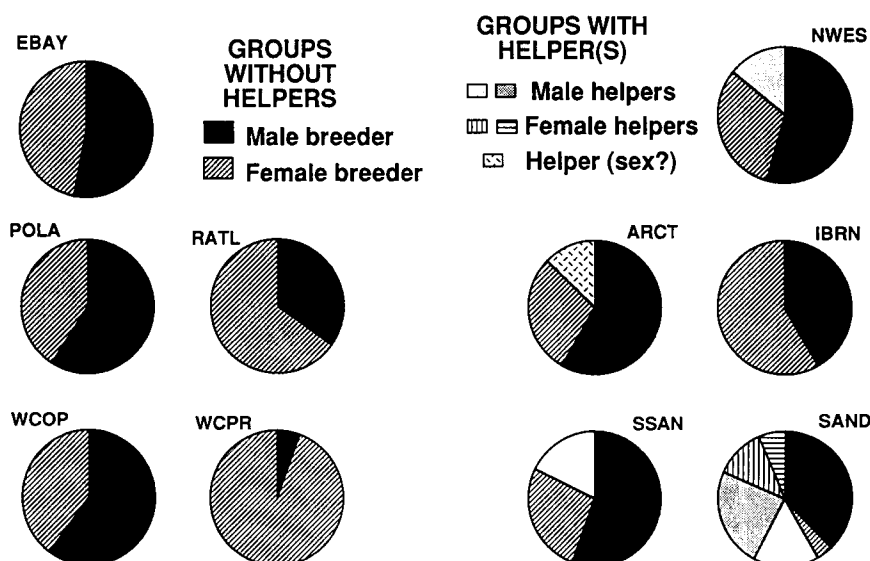 EBAY
GROUPS
WITHOUT
HELPERS
Male breeder
Female breeder
GROUPS WITH
HELPER(S)
Male helpers
Female helpers
Helper (sex?)
NWES
POLA
RATL
ARCT
IBRN
WCOP
WCPR
SSAN
SAND